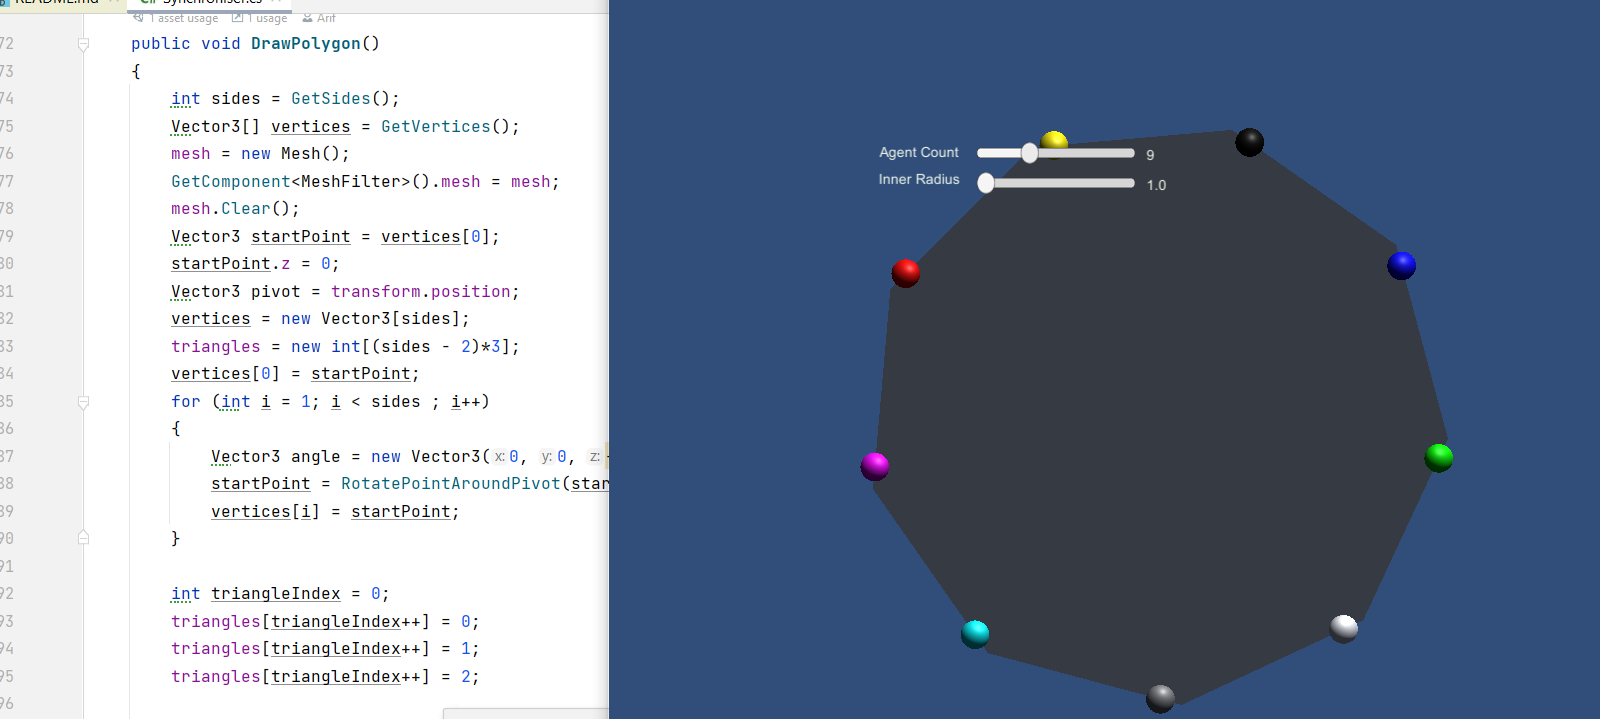 README.md
Synchroniser.cs
1 asset usage 1 usage Arif
72 public void DrawPolygon()
73 {
74 int sides = GetSides();
75 Vector3[] vertices = GetVertices();
76 mesh = new Mesh();
77 GetComponent<MeshFilter>().mesh = mesh;
78 mesh.Clear();
79 Vector3 startPoint = vertices[0];
80 startPoint.z = 0;
81 Vector3 pivot = transform.position;
82 vertices = new Vector3[sides];
83 triangles = new int[(sides - 2)*3];
84 vertices[0] = startPoint;
85 for (int i = 1; i < sides ; i++)
86 {
87 Vector3 angle = new Vector3(x:0, y:0, z:
88 startPoint = RotatePointAroundPivot(star
89 vertices[i] = startPoint;
90 }
91
92 int triangleIndex = 0;
93 triangles[triangleIndex++] = 0;
94 triangles[triangleIndex++] = 1;
95 triangles[triangleIndex++] = 2;
96
Agent Count 9
Inner Radius 1.0